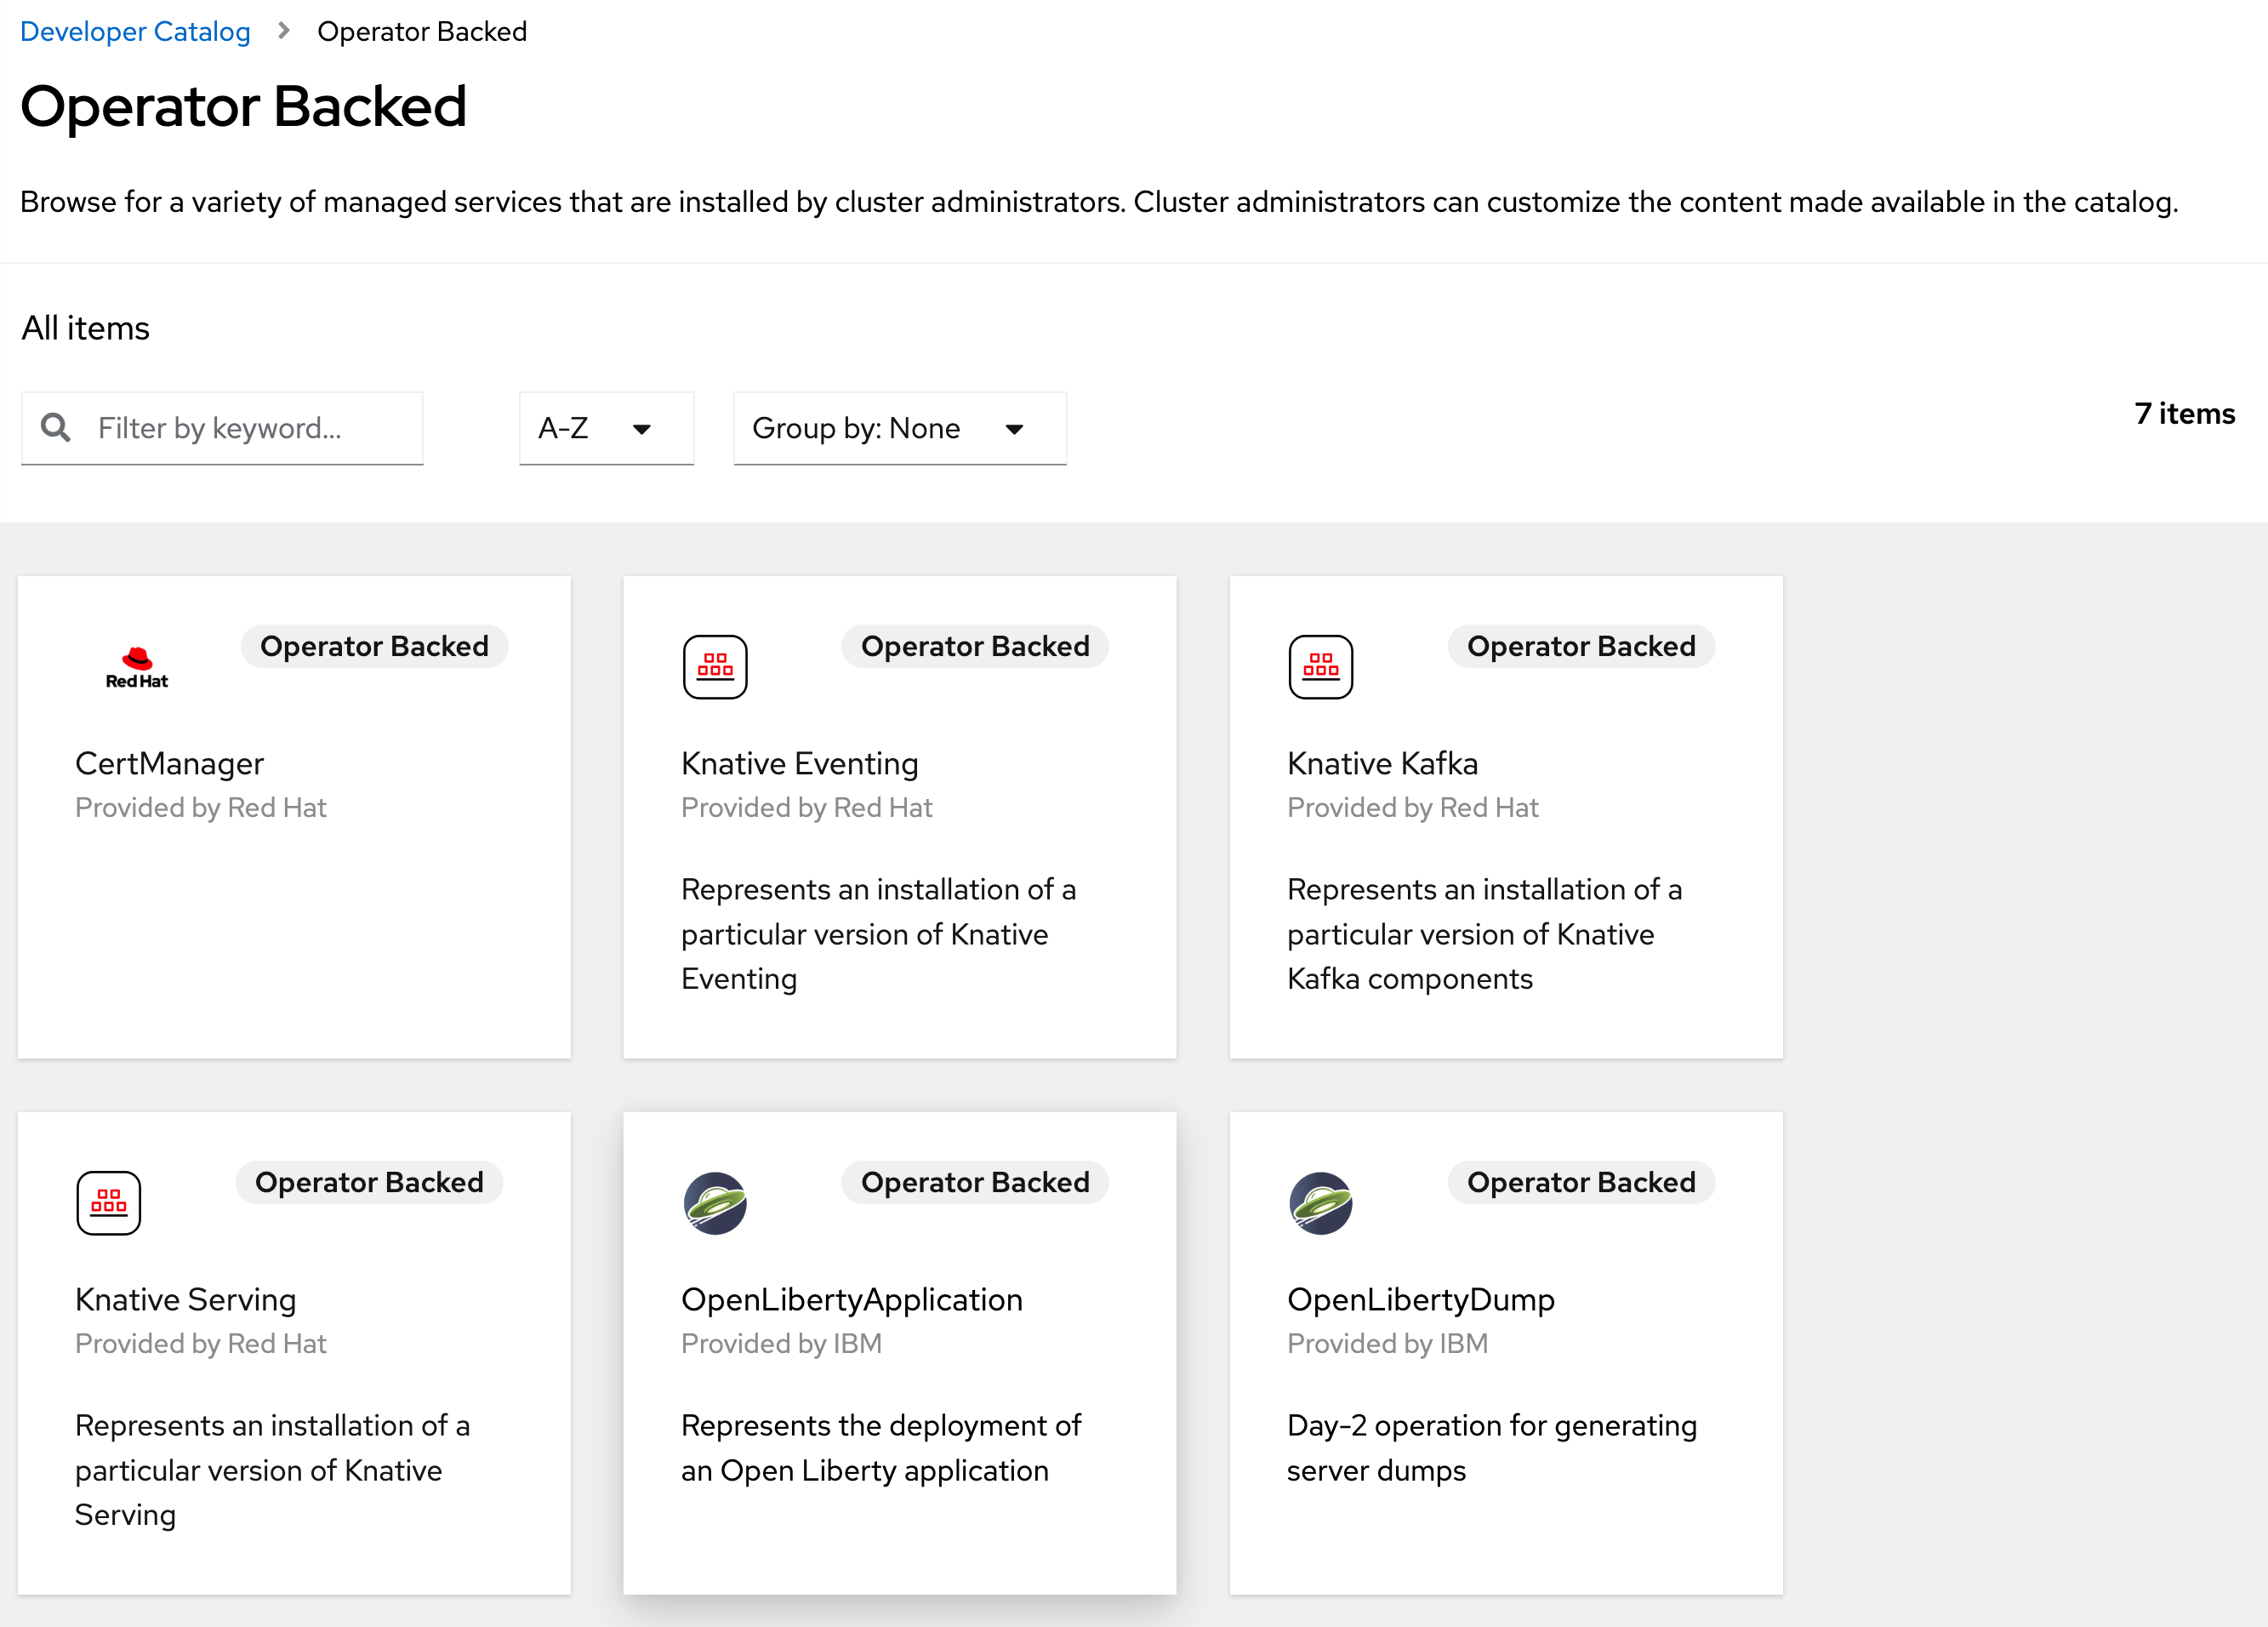 Developer Catalog > Operator Backed
Operator Backed
Browse for a variety of managed services that are installed by cluster administrators. Cluster administrators can customize the content made available in the catalog.
All items
Filter by keyword...
A-Z
Group by: None
7 items
Red Hat
Operator Backed
CertManager
Provided by Red Hat
Operator Backed
Knative Eventing
Provided by Red Hat
Represents an installation of a
particular version of Knative
Eventing
Operator Backed
Knative Kafka
Provided by Red Hat
Represents an installation of a
particular version of Knative
Kafka components
Operator Backed
Knative Serving
Provided by Red Hat
Represents an installation of a
particular version of Knative
Serving
Operator Backed
OpenLibertyApplication
Provided by IBM
Represents the deployment of
an Open Liberty application
Operator Backed
OpenLibertyDump
Provided by IBM
Day-2 operation for generating
server dumps